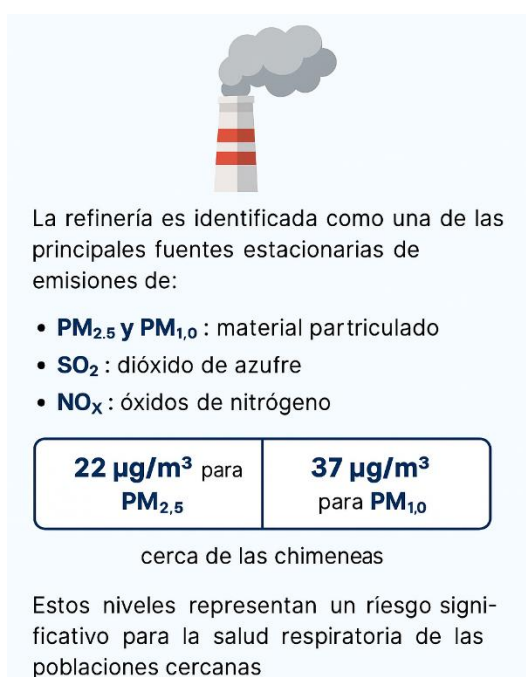 La refinería es identificada como una de las
principales fuentes estacionarias de
emisiones de:
• PM₂.₅ y PM₁,₀ : material partriculado
• SO₂ : dióxido de azufre
• NOₓ : óxidos de nitrógeno
22 µg/m³ para
PM₂,₅
37 µg/m³
para PM₁,₀
cerca de las chimeneas
Estos niveles representan un ríesgo signi-
ficativo para la salud respiratoria de las
poblaciones cercanas